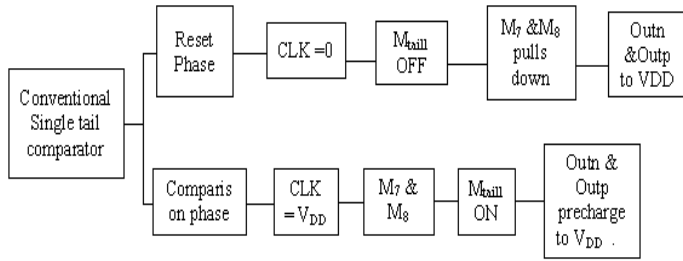 Conventional
Single tail
comparator
Reset
Phase
CLK =0
Mtaill
OFF
M7 &M8
pulls
down
Outn
&Outp
to VDD
Comparis
on phase
CLK
= VDD
M7 &
M8
Mtaill
ON
Outn &
Outp
precharge
to VDD .